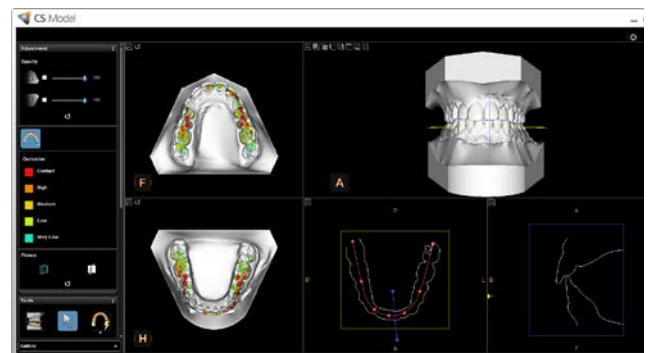 CS Model
Adjustment
Opacity
Occlusion
Contact
High
Medium
Low
Very Low
Planes
Tools
Gallery
F
A
H
P
R
L
A
F